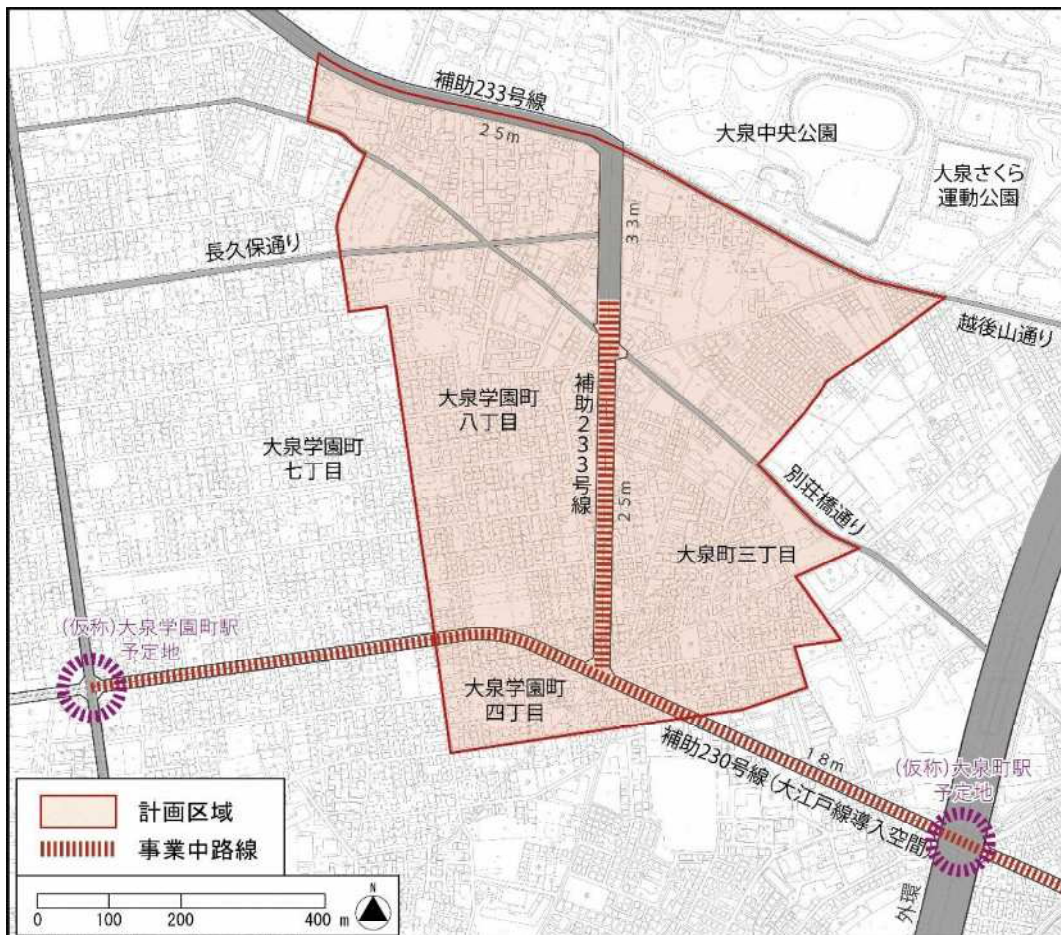 補助233号線
25m
大泉中央公園
大泉さくら
運動公園
33m
長久保通り
越後山通り
補助233号線
25m
大泉学園町
八丁目
大泉学園町
七丁目
別荘橋通り
大泉町三丁目
(仮称)大泉学園町駅
予定地
大泉学園町
四丁目
18m
補助230号線(大江戸線導入空間)
(仮称)大泉町駅
予定地
外環
計画区域
事業中路線
N
0 100 200 400 m